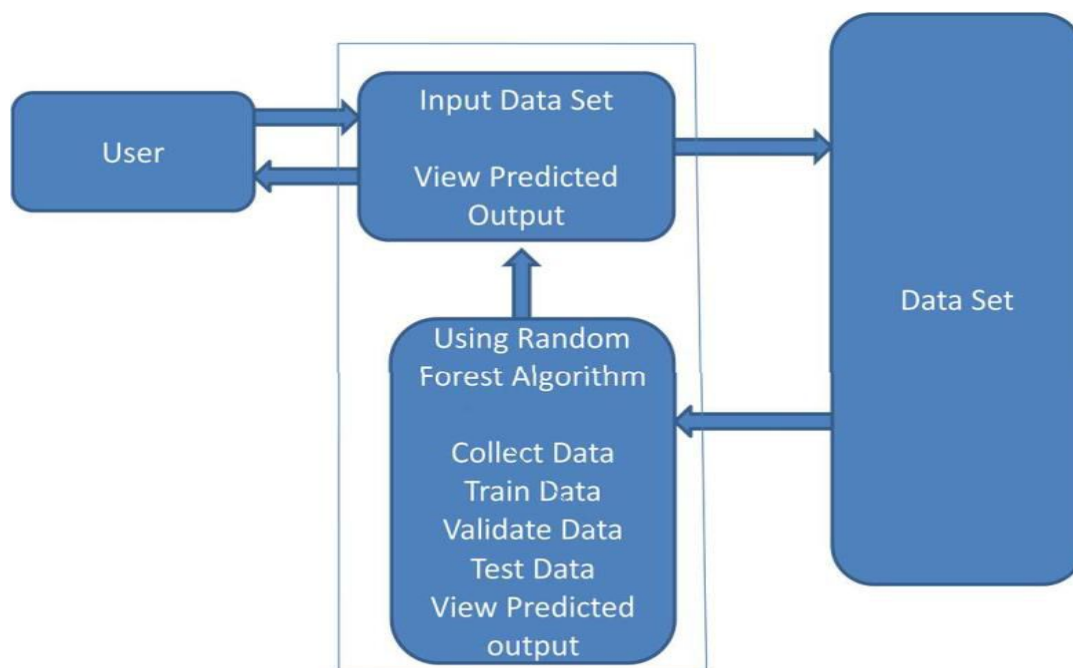 User
Input Data Set
View Predicted
Output
Data Set
Using Random
Forest Algorithm
Collect Data
Train Data
Validate Data
Test Data
View Predicted
output